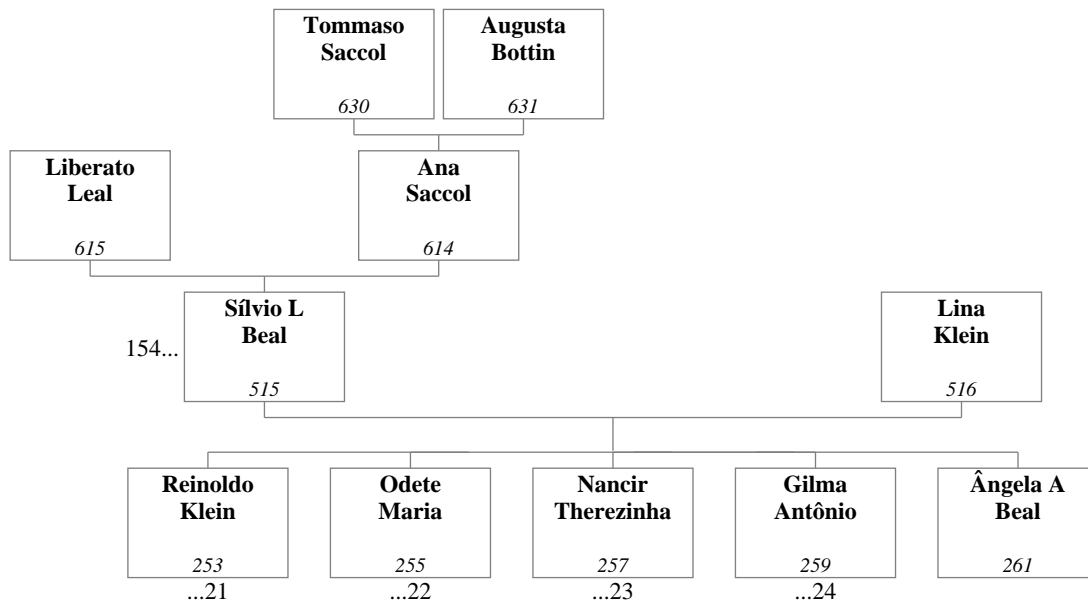 Tommaso
Saccol
630
Augusta
Bottin
631
Liberato
Leal
615
Ana
Saccol
614
154...
Sílvio L
Beal
515
Lina
Klein
516
Reinoldo
Klein
253
...21
Odete
Maria
255
...22
Nancir
Therezinha
257
...23
Gilma
Antônio
259
...24
Ângela A
Beal
261